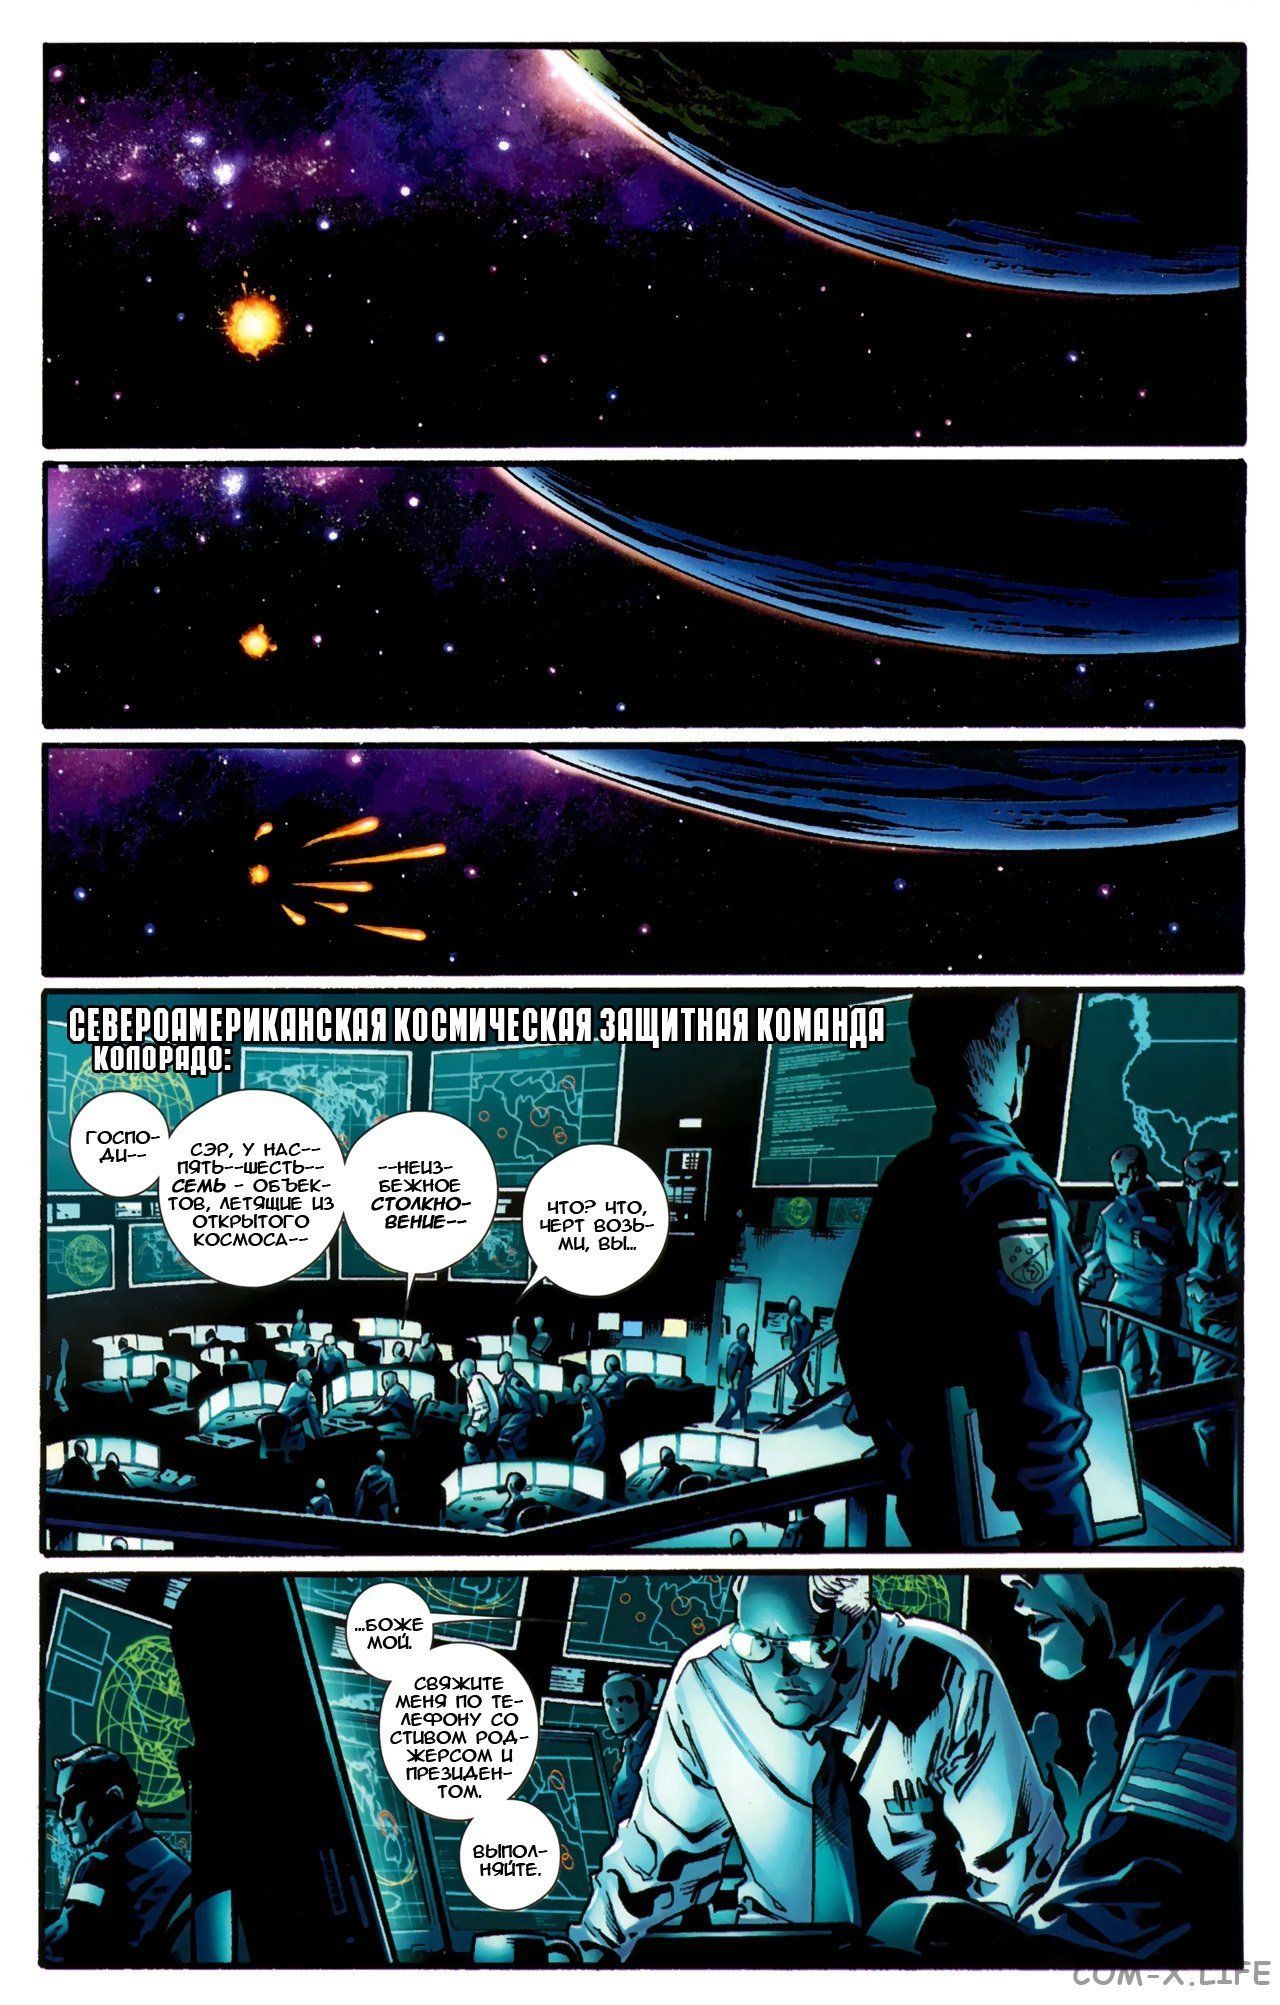 СЕВЕРОАМЕРИКАНСКАЯ КОСМИЧЕСКАЯ ЗАЩИТНАЯ КОМАНДА
КОЛОРАДО:
ГОСПО-
ДИ--
СЭР, У НАС--
ПЯТЬ--ШЕСТЬ--
СЕМЬ - ОБЪЕК-
ТОВ, ЛЕТЯЩИЕ ИЗ
ОТКРЫТОГО
КОСМОСА--
--НЕИЗ-
БЕЖНОЕ
СТОЛКНО-
ВЕНИЕ--
ЧТО? ЧТО,
ЧЕРТ ВОЗЬ-
МИ, ВЫ...
...БОЖЕ
МОЙ.
СВЯЖИТЕ
МЕНЯ ПО ТЕ-
ЛЕФОНУ СО
СТИВОМ РОД-
ЖЕРСОМ И
ПРЕЗИДЕН-
ТОМ.
ВЫПОЛ-
НЯЙТЕ.
COM-X.LIFE